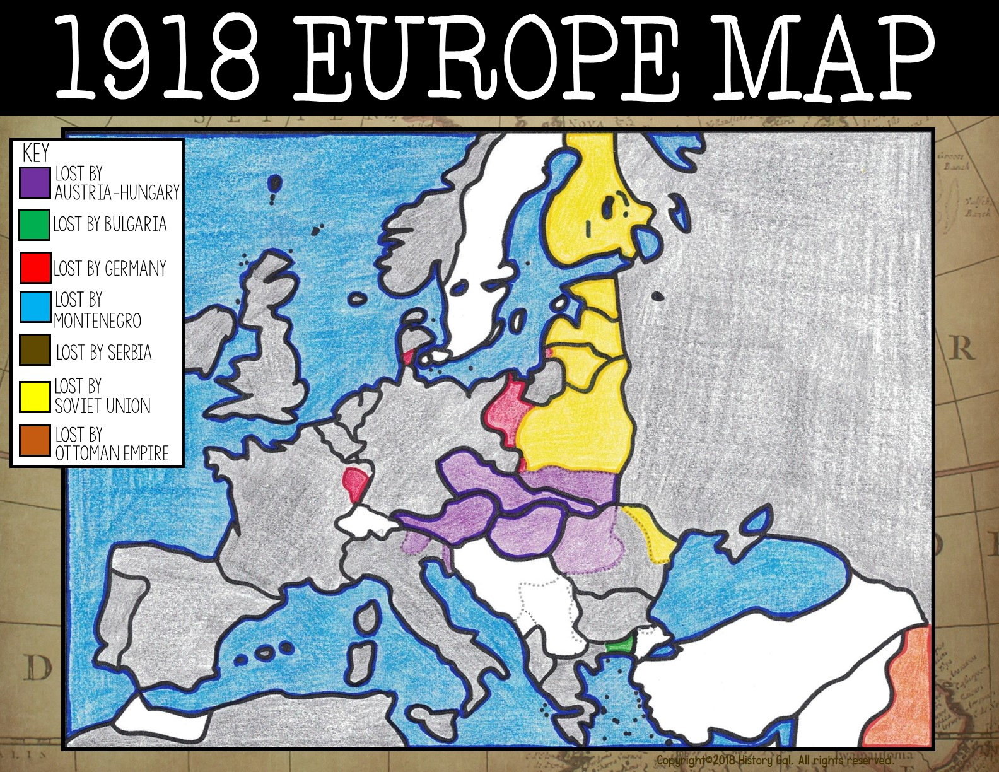 1918 EUROPE MAP
KEY
LOST BY
AUSTRIA-HUNGARY
LOST BY BULGARIA
LOST BY GERMANY
LOST BY
MONTENEGRO
LOST BY SERBIA
LOST BY
SOVIET UNION
LOST BY
OTTOMAN EMPIRE
R
D
Copyright©2018 History Gal. All rights reserved.